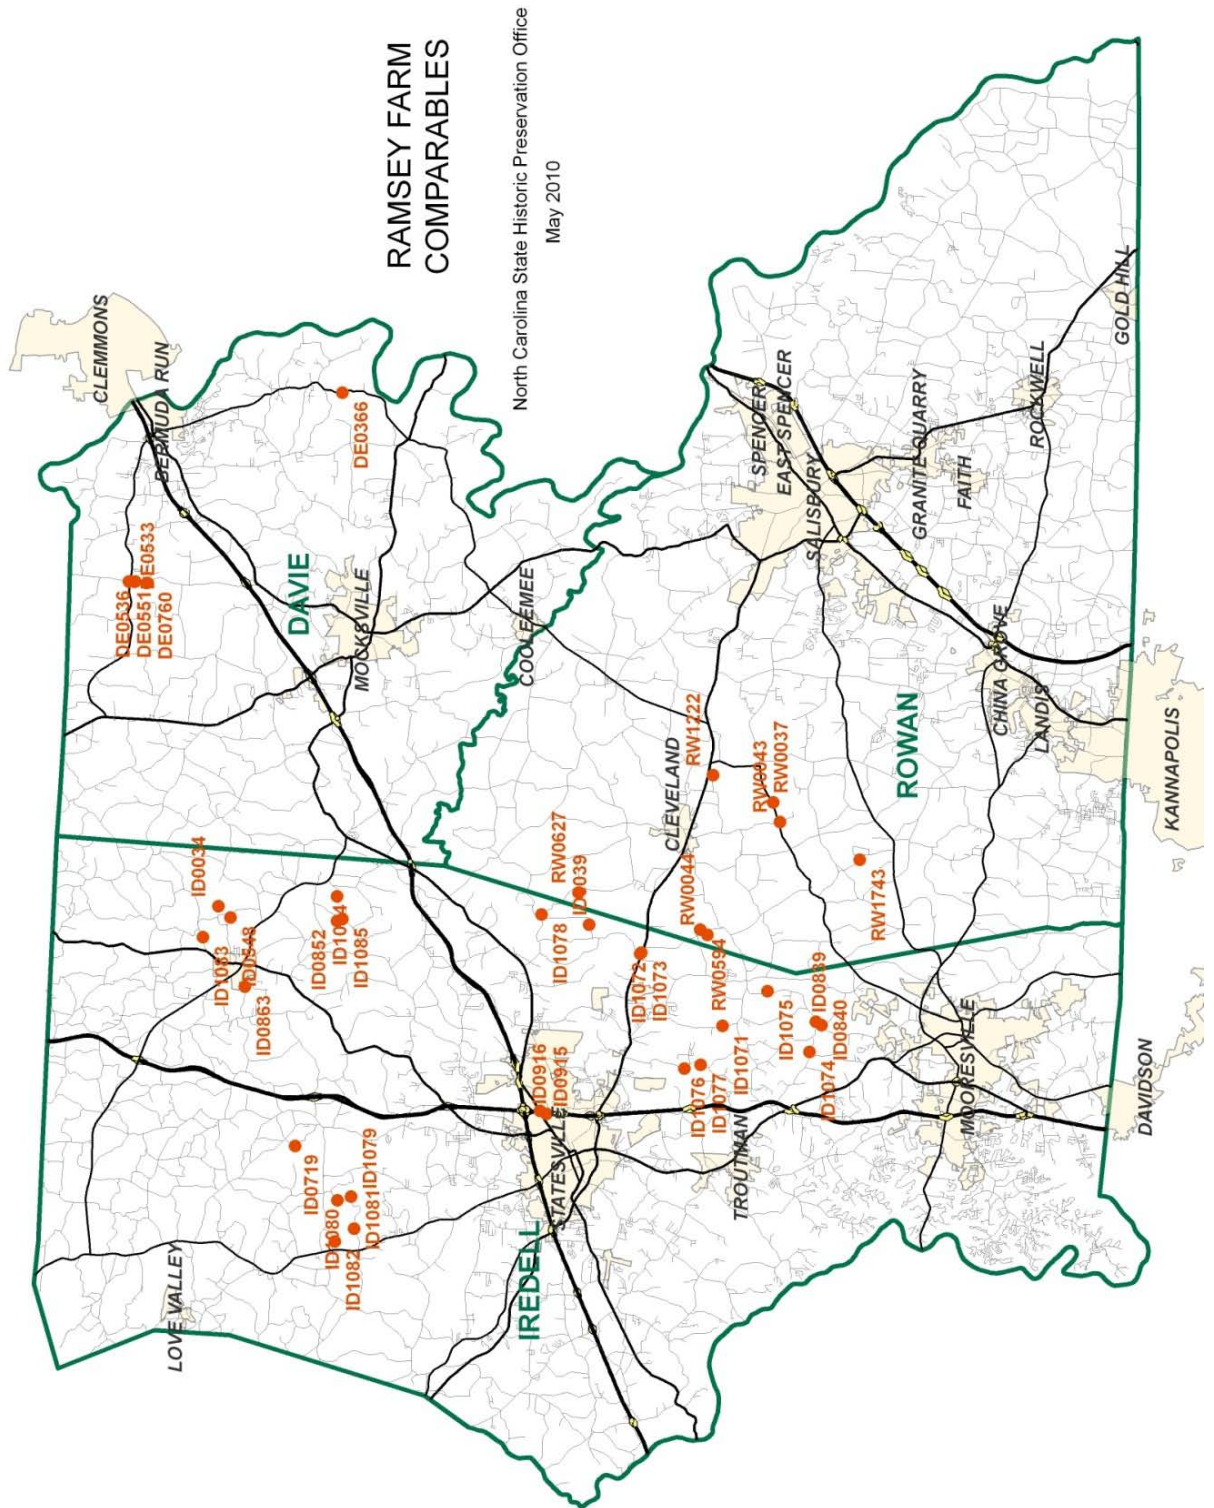 RAMSEY FARM
COMPARABLES
North Carolina State Historic Preservation Office
May 2010
CLEMMONS
BERMUDA RUN
DE0366
DE0536
DE0551
DE0533
DE0760
DAVIE
MOCKSVILLE
COOLEEMEE
ID0034
ID1083
ID0548
ID0863
ID0852
ID1085
LOVE VALLEY
ID0719
ID1079
ID1080
ID1081
ID1082
IREDELL
STATESVILLE
ID0916
ID0915
RW0627
ID0039
ID1078
ID1072
ID1073
CLEVELAND
RW1222
RW0043
RW0037
RW0044
RW0594
RW1743
ROWAN
ID1076
ID1077
ID1071
ID1075
ID0839
ID0840
ID1074
TROUTMAN
MOORESVILLE
DAVIDSON
SPENCER
EAST SPENCER
SALISBURY
GRANITE QUARRY
FAITH
ROCKWELL
GOLD HILL
CHINA GROVE
LANDIS
KANNAPOLIS